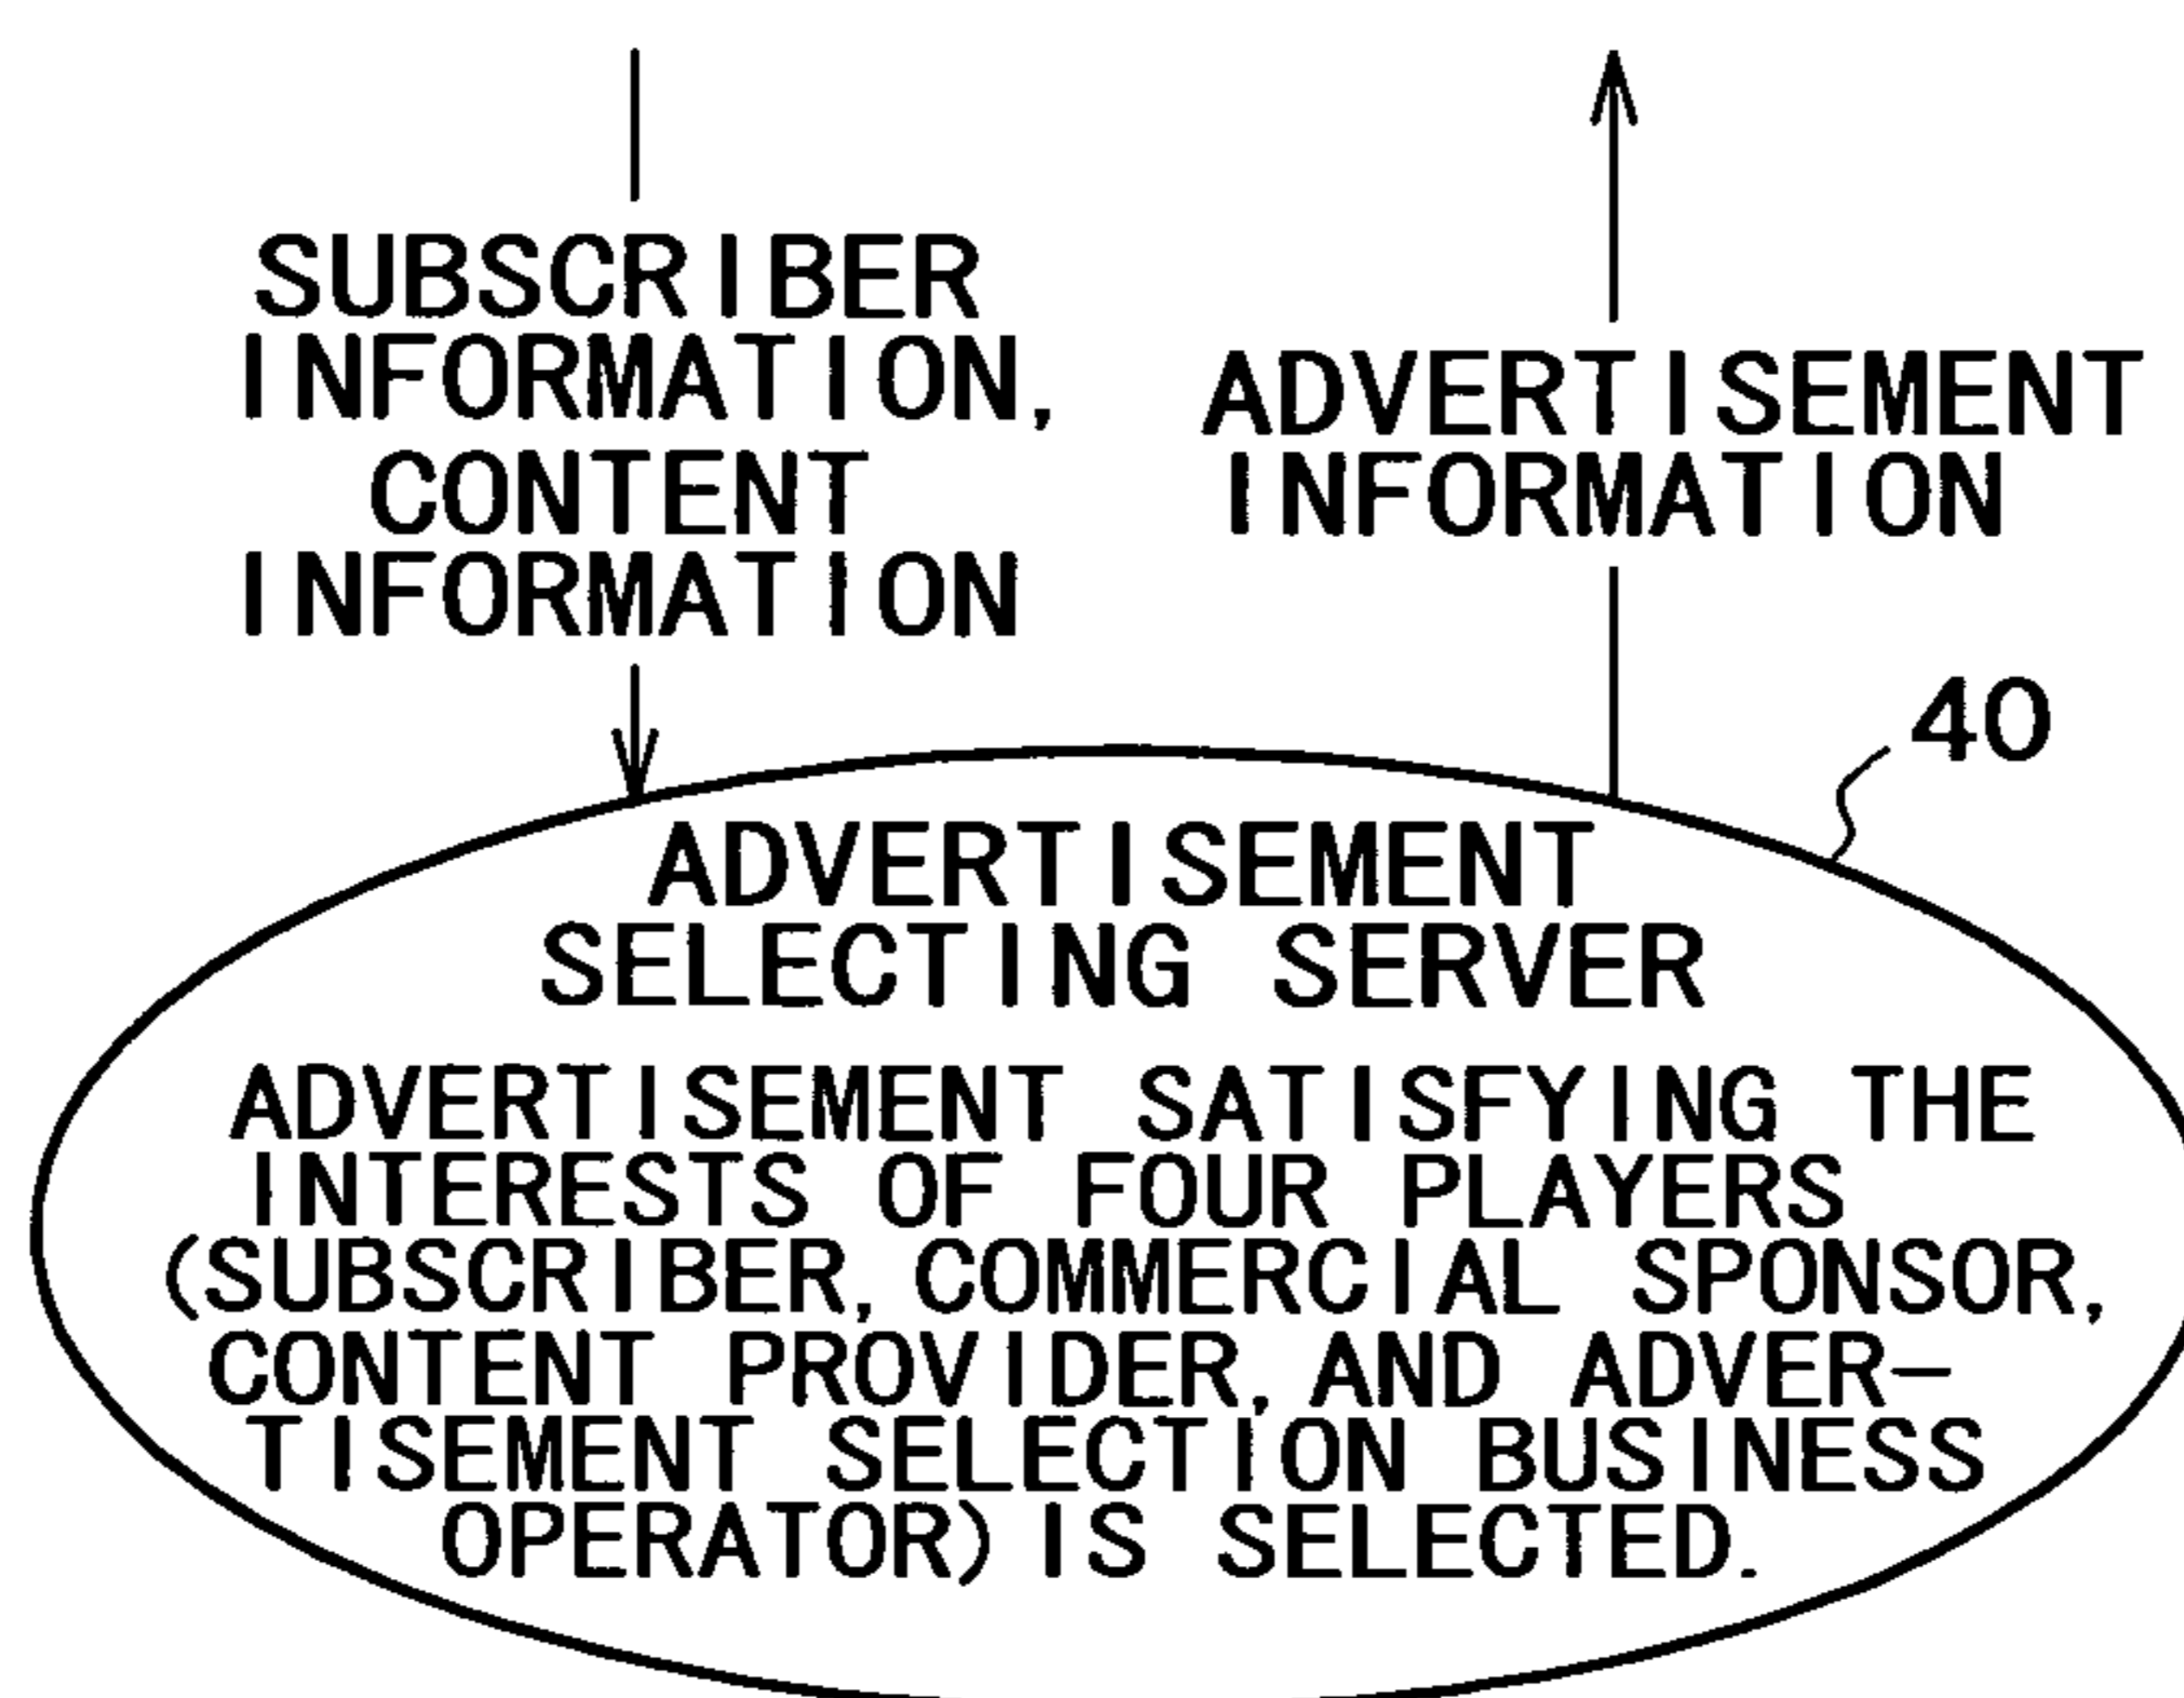 SUBSCRIBER
INFORMATION,
CONTENT
INFORMATION
ADVERTISEMENT
INFORMATION
40
ADVERTISEMENT
SELECTING SERVER
ADVERTISEMENT SATISFYING THE
INTERESTS OF FOUR PLAYERS
(SUBSCRIBER, COMMERCIAL SPONSOR,
CONTENT PROVIDER, AND ADVER-
TISEMENT SELECTION BUSINESS
OPERATOR) IS SELECTED.